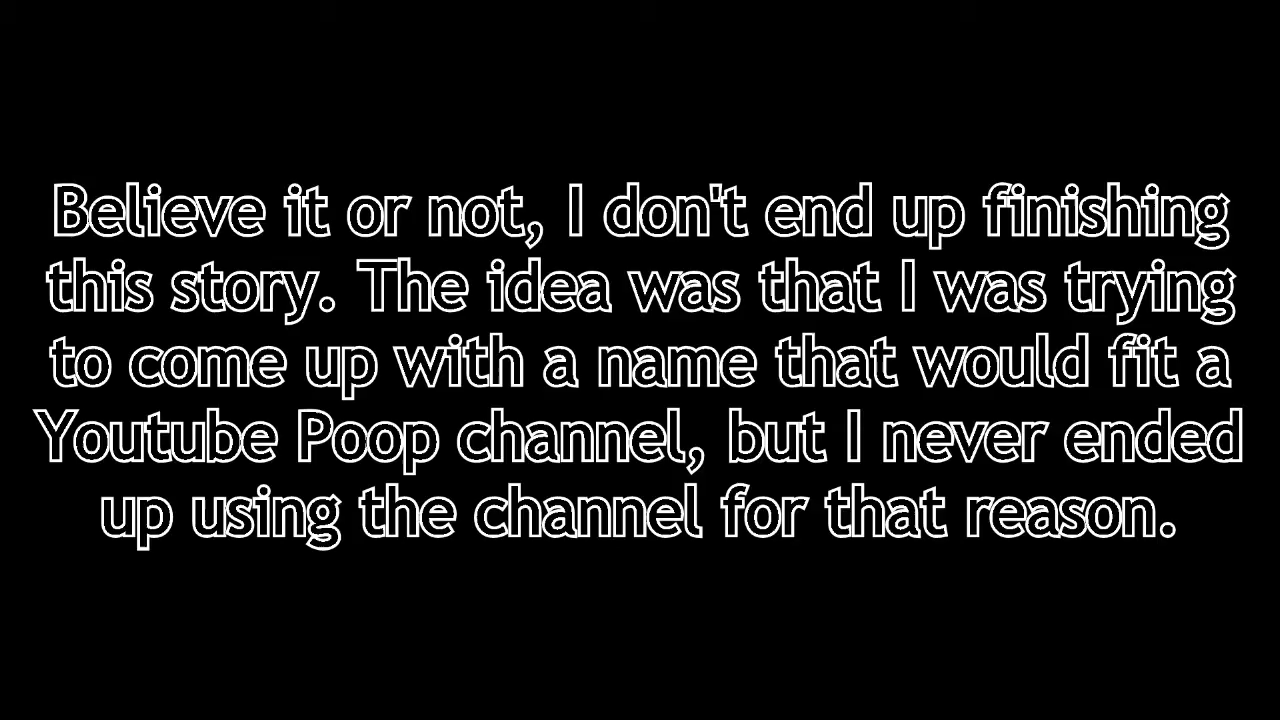 Believe it or not, I don't end up finishing
this story. The idea was that I was trying
to come up with a name that would fit a
Youtube Poop channel, but I never ended
up using the channel for that reason.